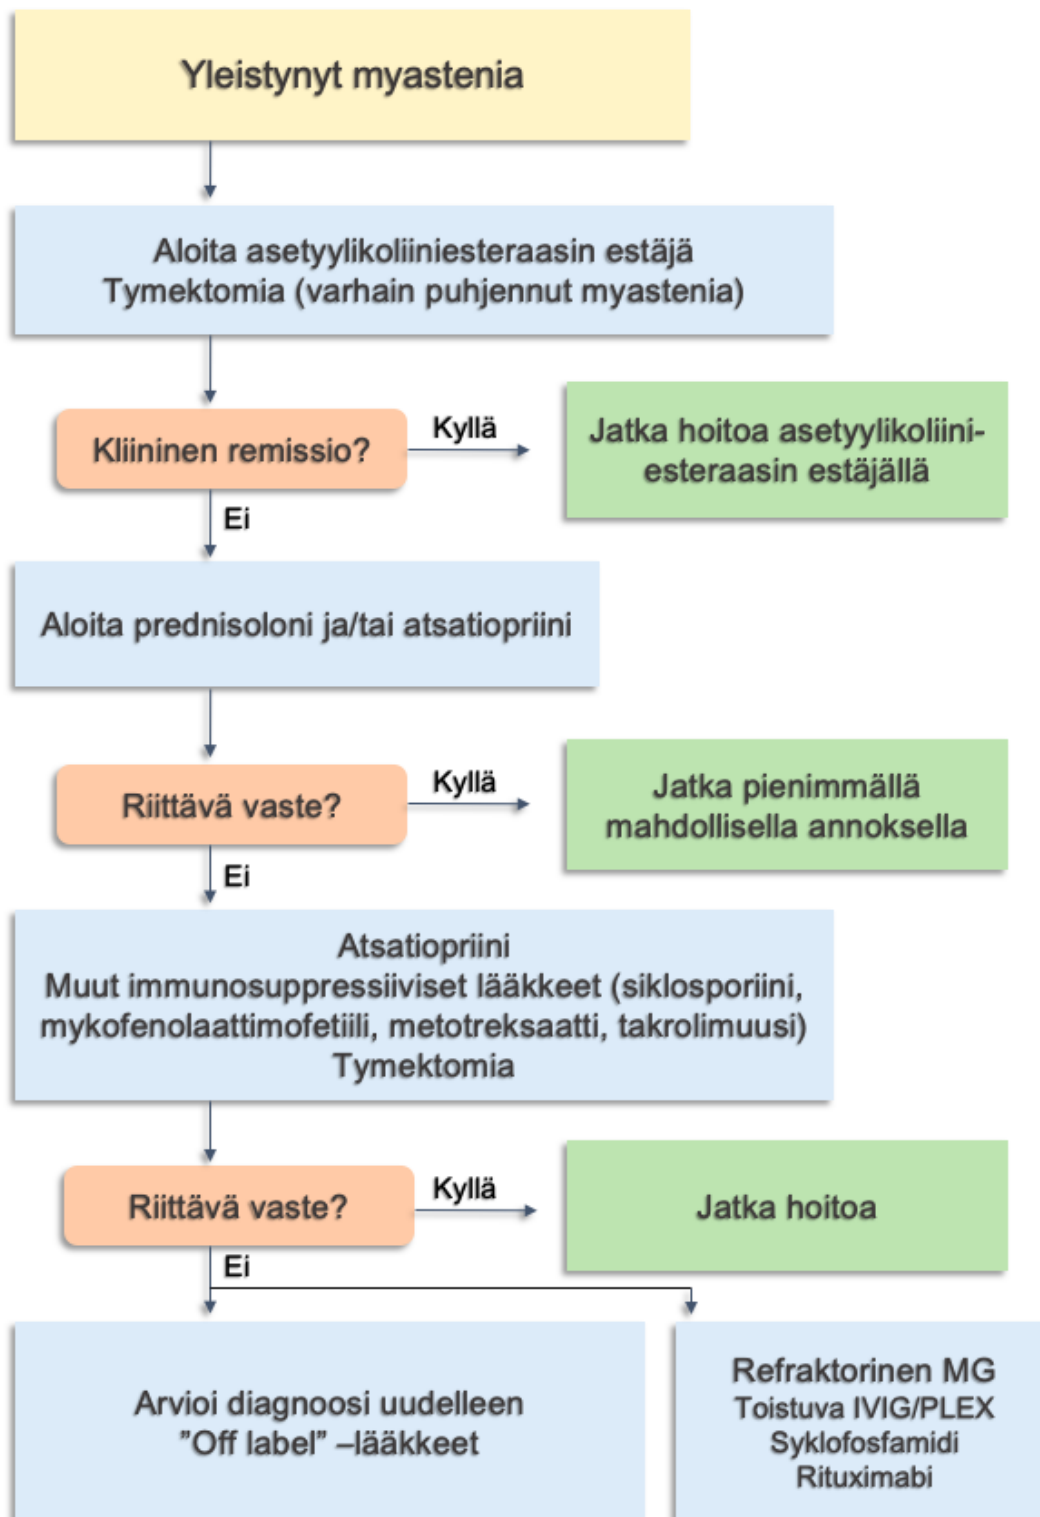 Yleistynyt myastenia
Aloita asetyylikoliiniesteraasin estäjä
Tymektomia (varhain puhjennut myastenia)
Kliininen remissio?
Kyllä
Jatka hoitoa asetyylikoliini-
esteraasin estäjällä
Ei
Aloita prednisoloni ja/tai atsatiopriini
Riittävä vaste?
Kyllä
Jatka pienimmällä
mahdollisella annoksella
Ei
Atsatiopriini
Muut immunosuppressiiviset lääkkeet (siklosporiini,
mykofenolaattimofetiili, metotreksaatti, takrolimuusi)
Tymektomia
Riittävä vaste?
Kyllä
Jatka hoitoa
Ei
Arvioi diagnoosi uudelleen
”Off label” –lääkkeet
Refraktorinen MG
Toistuva IVIG/PLEX
Syklofosfamidi
Rituximabi